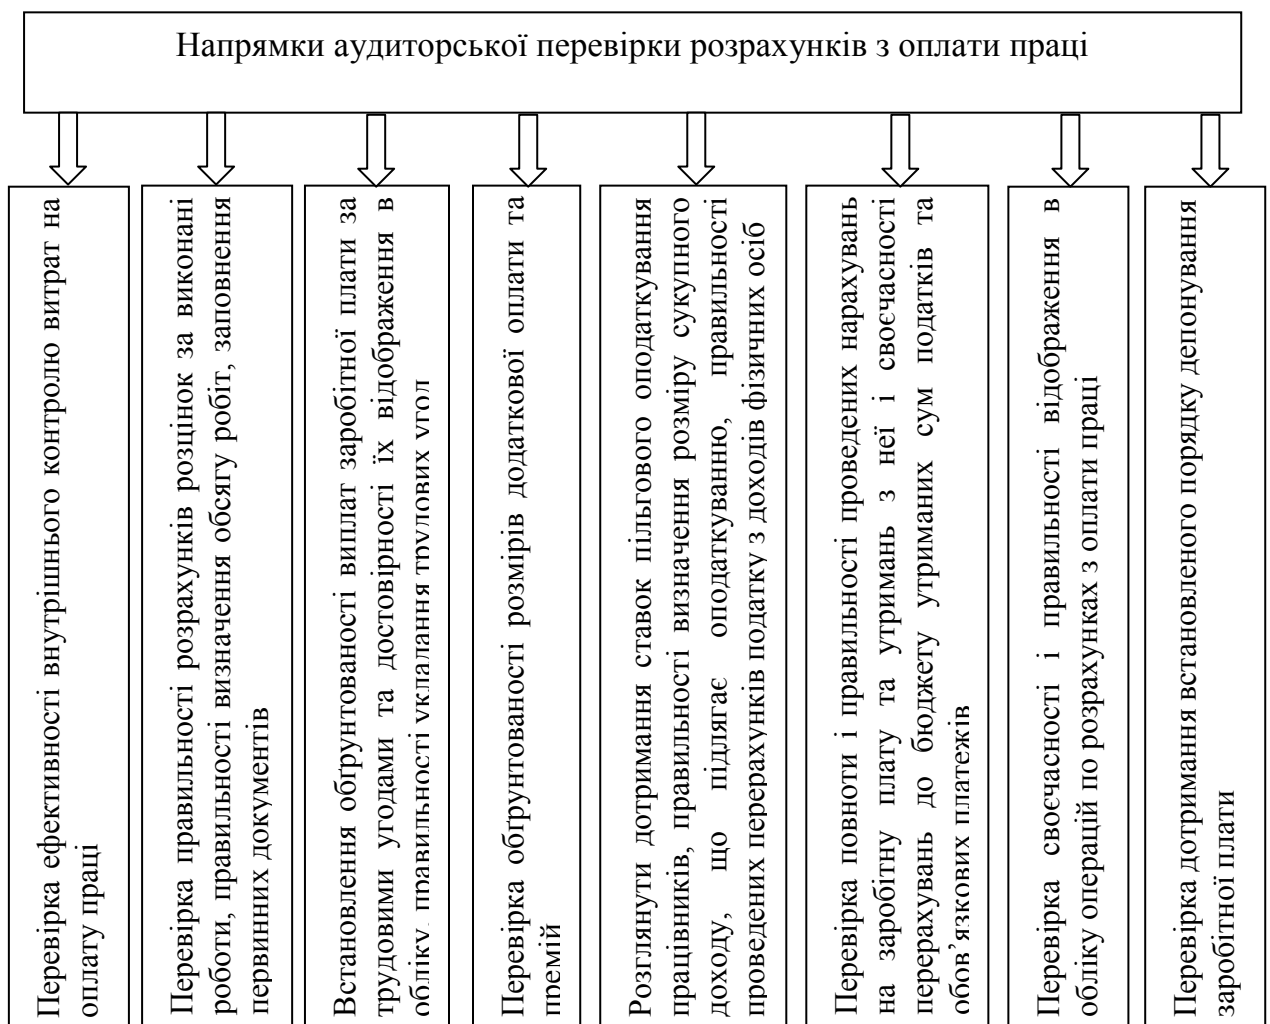 Напрямки аудиторської перевірки розрахунків з оплати праці
Перевірка ефективності внутрішнього контролю витрат на
оплату праці
Перевірка правильності розрахунків розцінок за виконані
роботи, правильності визначення обсягу робіт, заповнення
первинних документів
Встановлення обґрунтованості виплат заробітної плати за
трудовими угодами та достовірності їх відображення в
обліку, правильності укладання трудових угод
Перевірка обґрунтованості розмірів додаткової оплати та
премій
Розглянути дотримання ставок пільгового оподаткування
працівників, правильності визначення розміру сукупного
доходу, що підлягає оподаткуванню, правильності
проведених перерахунків податку з доходів фізичних осіб
Перевірка повноти і правильності проведених нарахувань
на заробітну плату та утримань з неї і своєчасності
перерахувань до бюджету утриманих сум податків та
обов’язкових платежів
Перевірка своєчасності і правильності відображення в
обліку операцій по розрахунках з оплати праці
Перевірка дотримання встановленого порядку депонування
заробітної плати